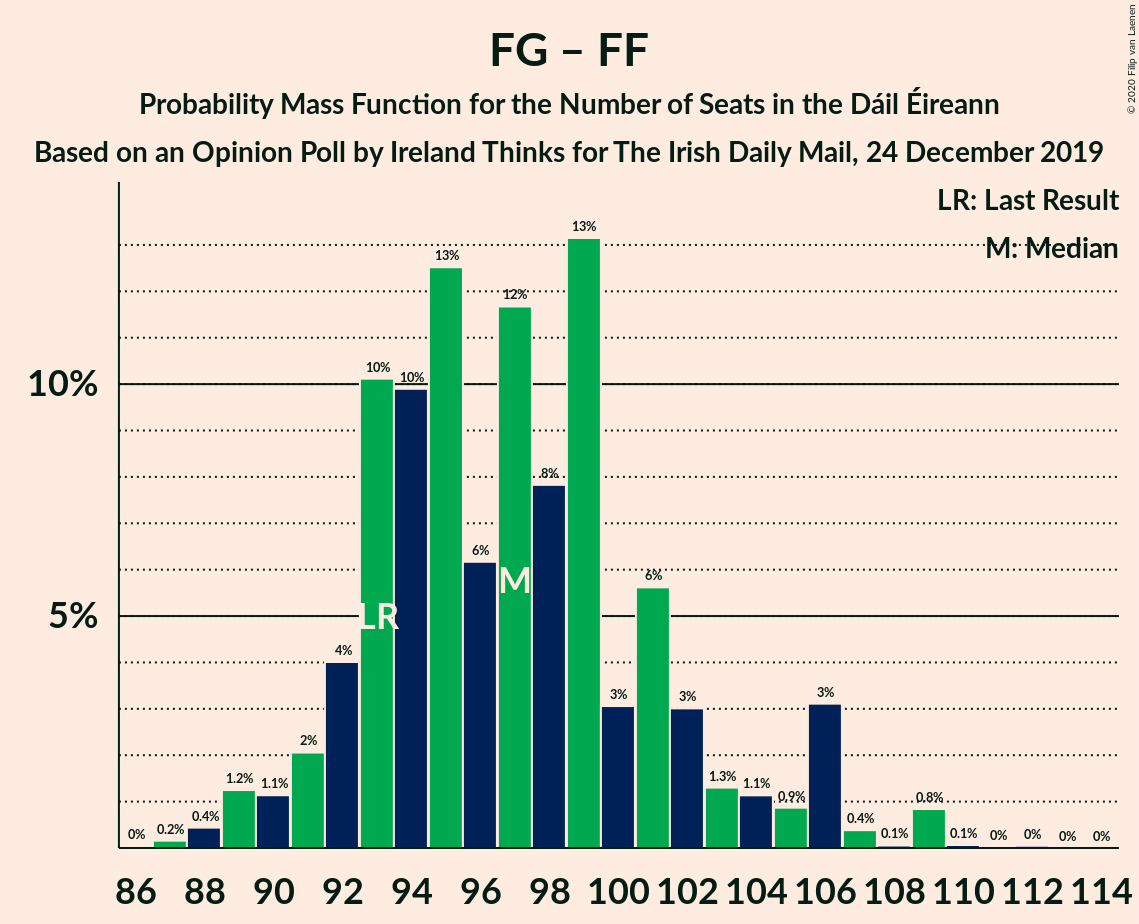 FG – FF
Probability Mass Function for the Number of Seats in the Dáil Éireann
Based on an Opinion Poll by Ireland Thinks for The Irish Daily Mail, 24 December 2019
© 2020 Filip van Laenen
LR: Last Result
M: Median
10%
5%
0% 0.2% 0.4% 1.2% 1.1% 2% 4% 10% 10% 13% 6% 12% 8% 13% 3% 6% 3% 1.3% 1.1% 0.9% 3% 0.4% 0.1% 0.8% 0.1% 0% 0% 0% 0%
LR
M
86 88 90 92 94 96 98 100 102 104 106 108 110 112 114